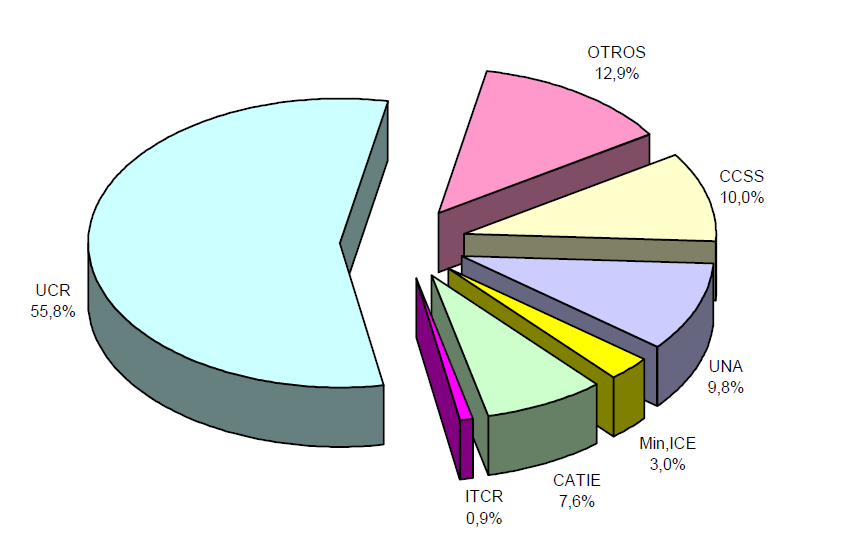 OTROS
12,9%
CCSS
10,0%
UCR
55,8%
UNA
9,8%
Min,ICE
3,0%
CATIE
7,6%
ITCR
0,9%